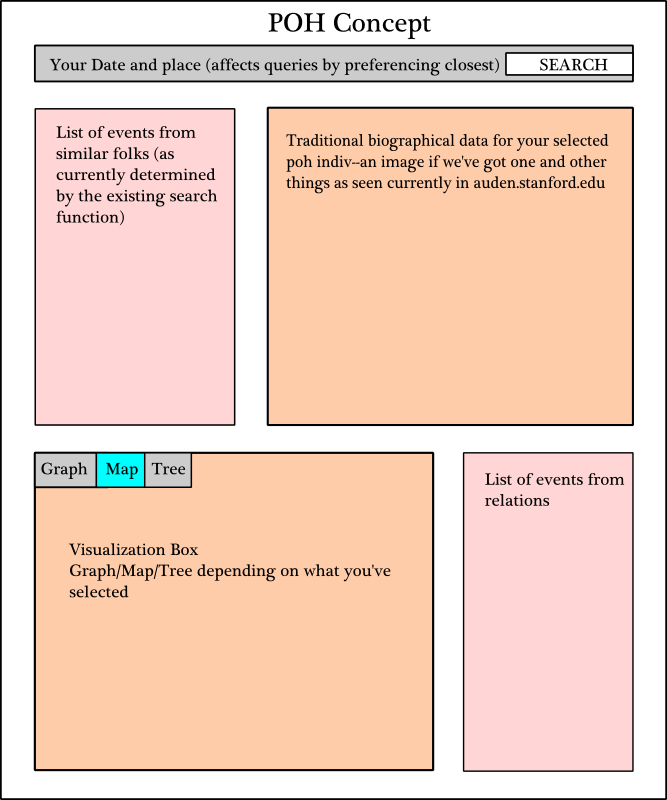 POH Concept
Your Date and place (affects queries by preferencing closest)
SEARCH
List of events from
similar folks (as
currently determined
by the existing search
function)
Traditional biographical data for your selected
poh indiv--an image if we've got one and other
things as seen currently in auden.stanford.edu
Graph
Map
Tree
Visualization Box
Graph/Map/Tree depending on what you've
selected
List of events from
relations